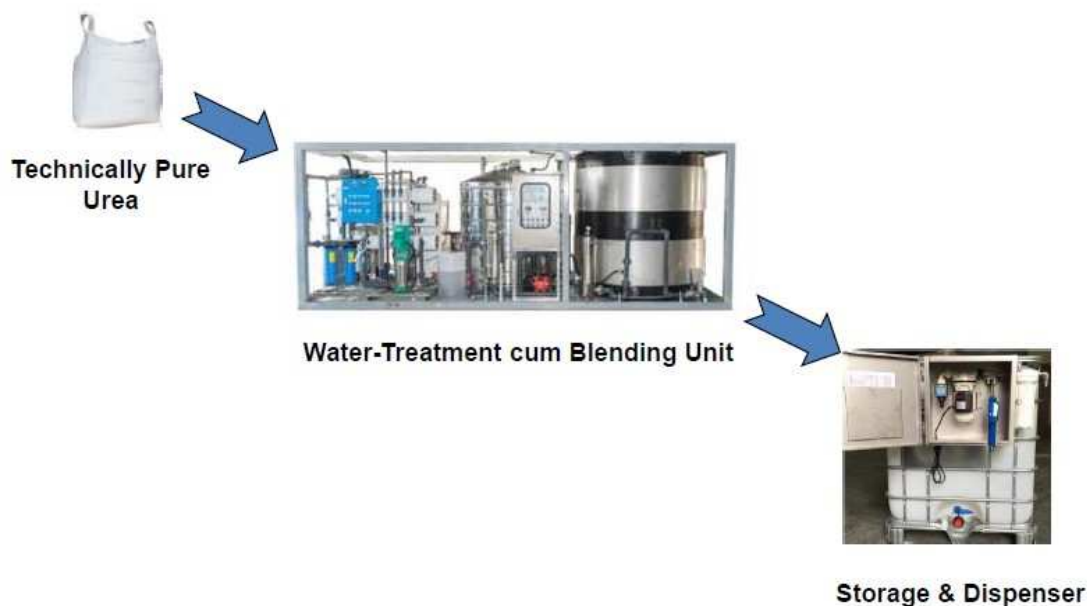 Technically Pure
Urea
Water-Treatment cum Blending Unit
Storage & Dispenser